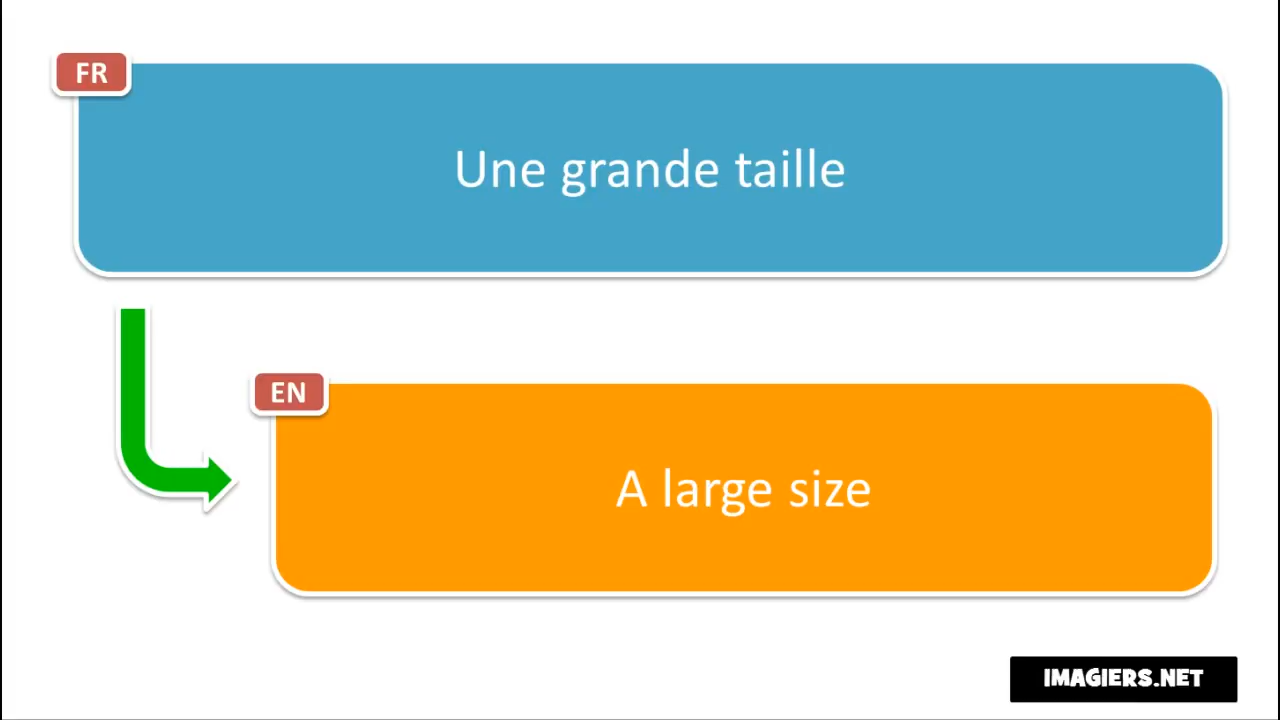 FR
Une grande taille
EN
A large size
IMAGIERS.NET